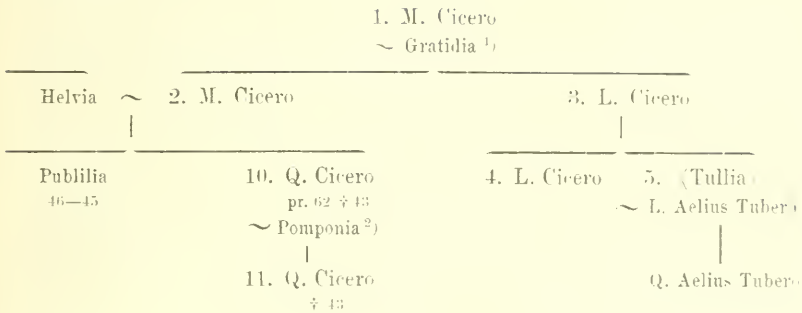 1. M. Cicero
~ Gratidia ¹)
Helvia ~ 2. M. Cicero 3. L. Cicero
Publilia 10. Q. Cicero 4. L. Cicero 5. (Tullia)
46—45 pr. 62 † 43 ~ L. Aelius Tubero
~ Pomponia ²)
11. Q. Cicero Q. Aelius Tubero
† 43